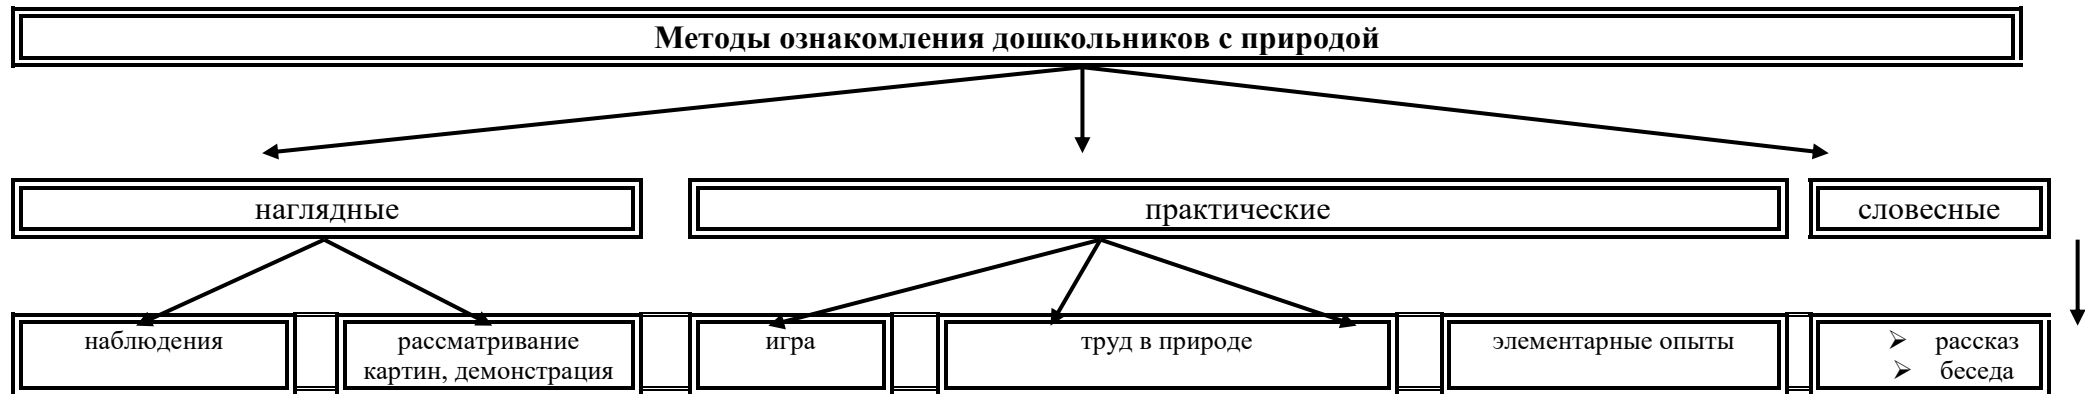 Методы ознакомления дошкольников с природой
наглядные
практические
словесные
наблюдения
рассматривание
картин, демонстрация
игра
труд в природе
элементарные опыты
➢ рассказ
➢ беседа